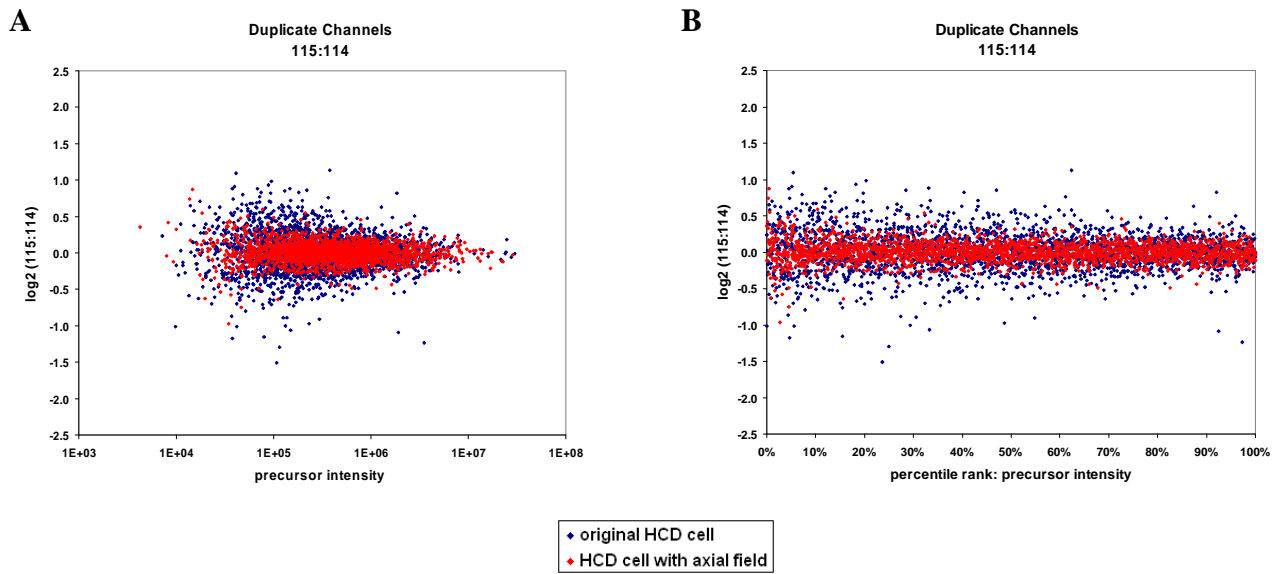 A
Duplicate Channels
115:114
2.5
2.0
1.5
1.0
0.5
0.0
-0.5
-1.0
-1.5
-2.0
-2.5
log2 (115:114)
1E+03 1E+04 1E+05 1E+06 1E+07 1E+08
precursor intensity
B
Duplicate Channels
115:114
2.5
2.0
1.5
1.0
0.5
0.0
-0.5
-1.0
-1.5
-2.0
-2.5
log2 (115:114)
0% 10% 20% 30% 40% 50% 60% 70% 80% 90% 100%
percentile rank: precursor intensity
original HCD cell
HCD cell with axial field